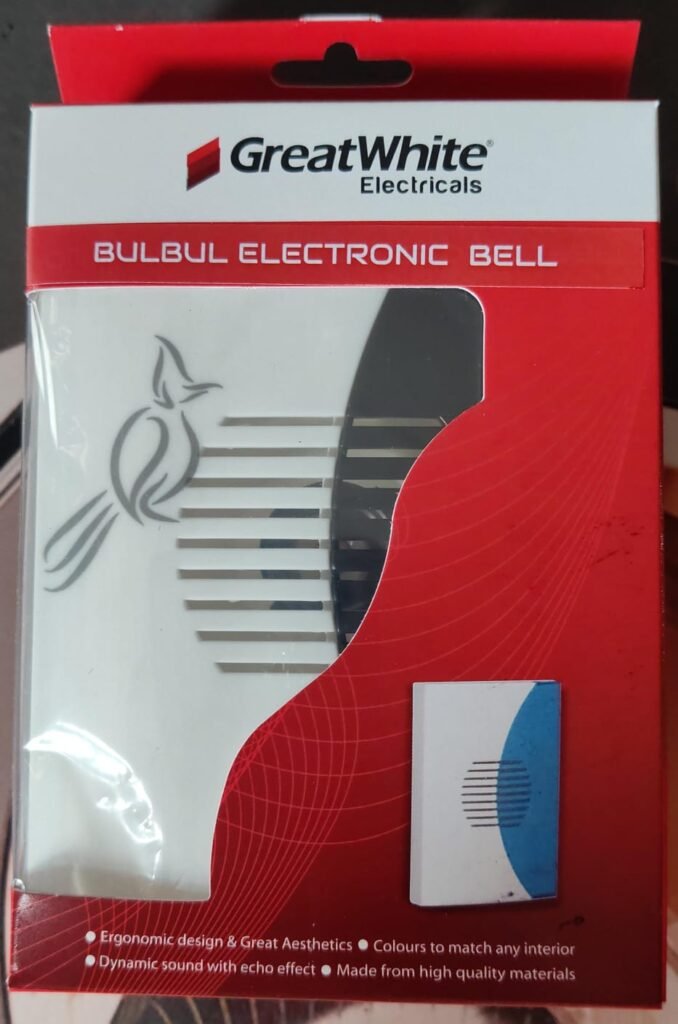 GreatWhite®
Electricals
BULBUL ELECTRONIC BELL
● Ergonomic design & Great Aesthetics ● Colours to match any interior
● Dynamic sound with echo effect ● Made from high quality materials